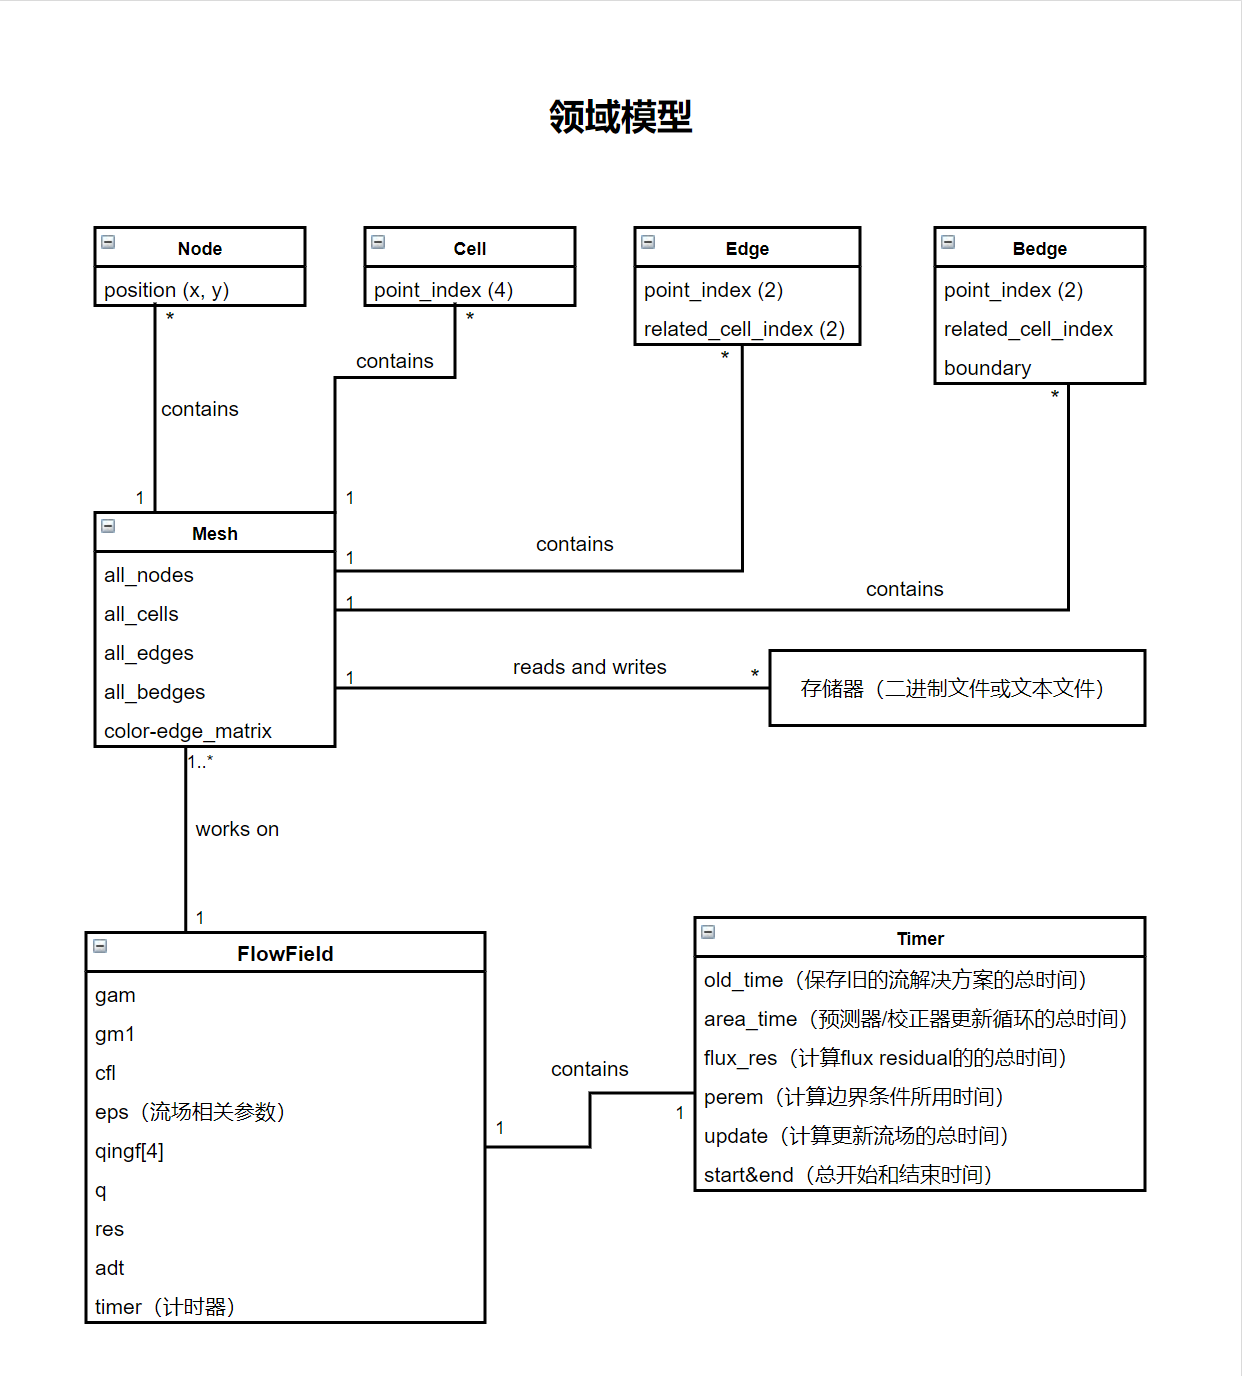 领域模型
Node
position (x, y)
*
Cell
point_index (4)
*
Edge
point_index (2)
related_cell_index (2)
*
Bedge
point_index (2)
related_cell_index
boundary
*
contains
contains
1
1
Mesh
all_nodes
all_cells
all_edges
all_bedges
color-edge_matrix
contains
1
contains
1
reads and writes
1
*
存储器（二进制文件或文本文件）
1..*
works on
1
FlowField
gam
gm1
cfl
eps（流场相关参数）
qingf[4]
q
res
adt
timer（计时器）
contains
1
1
Timer
old_time（保存旧的流解决方案的总时间）
area_time（预测器/校正器更新循环的总时间）
flux_res（计算flux residual的的总时间）
perem（计算边界条件所用时间）
update（计算更新流场的总时间）
start&end（总开始和结束时间）